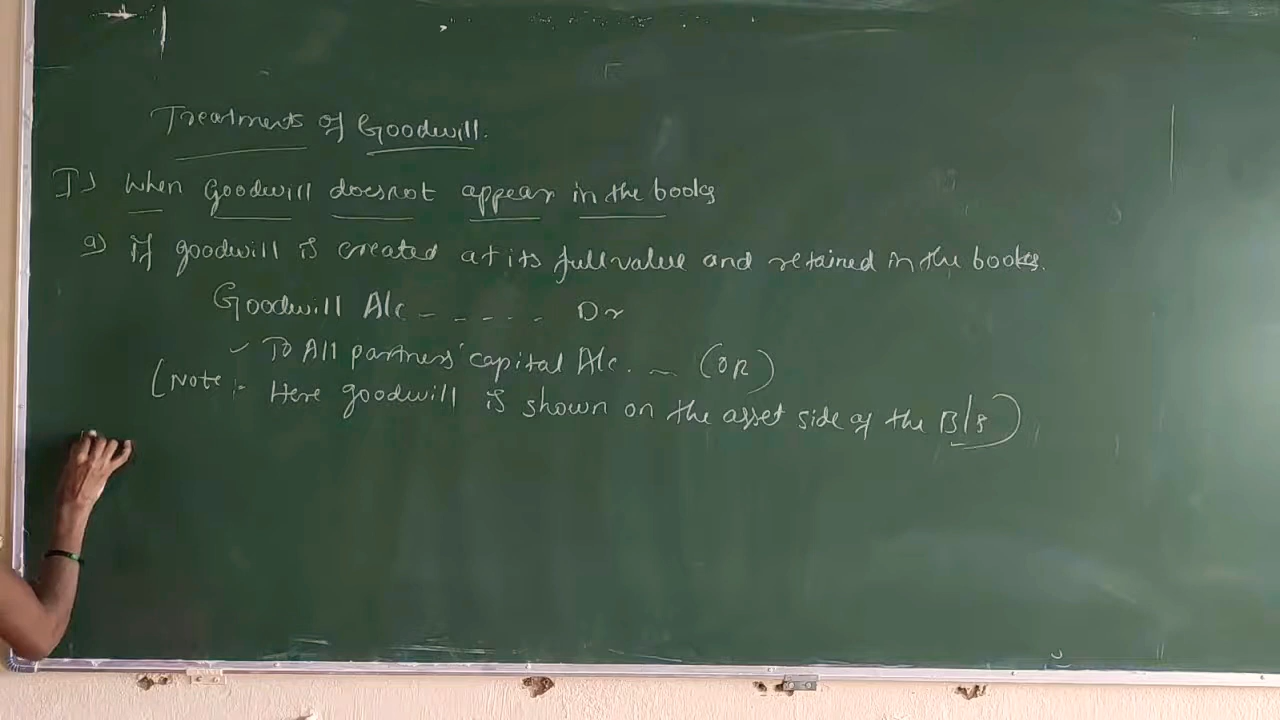 Treatments of Goodwill.
I) when Goodwill doesnot appear in the books
a) if goodwill is created at its full value and retained in the books.
Goodwill A/c - - - - - - Dr
To All partners' capital A/c. - (OR)
(Note :- Here goodwill is shown on the asset side of the B/s)